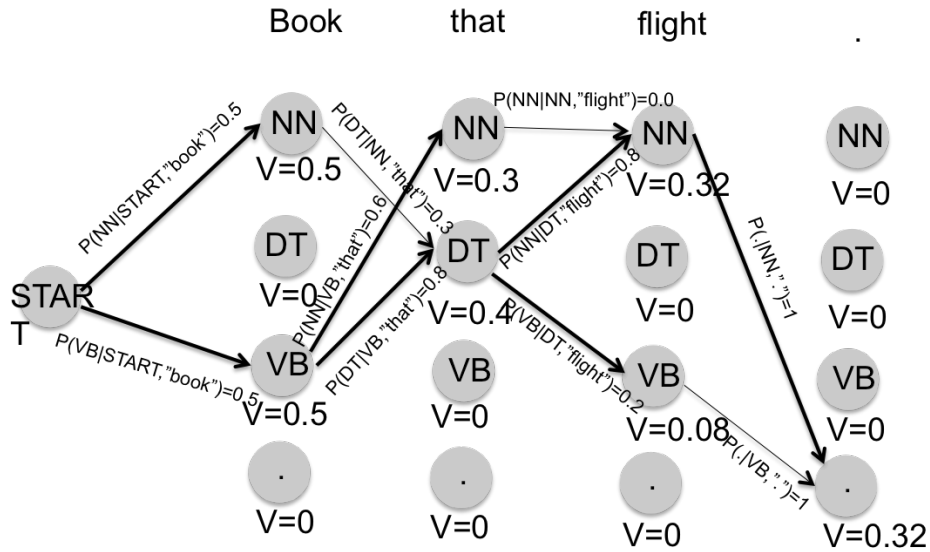 Book that flight .
P(NN|START,"book")=0.5
P(VB|START,"book")=0.5
START
NN
V=0.5
DT
V=0
VB
V=0.5
.
V=0
P(DT|NN,"that")=0.3
P(NN|VB,"that")=0.6
P(DT|VB,"that")=0.8
NN
V=0.3
DT
V=0.4
VB
V=0
.
V=0
P(NN|NN,"flight")=0.0
P(NN|DT,"flight")=0.8
P(VB|DT,"flight")=0.2
NN
V=0.32
DT
V=0
VB
V=0.08
.
V=0
P(.|NN,".")=1
P(.|VB,".")=1
NN
V=0
DT
V=0
VB
V=0
.
V=0.32